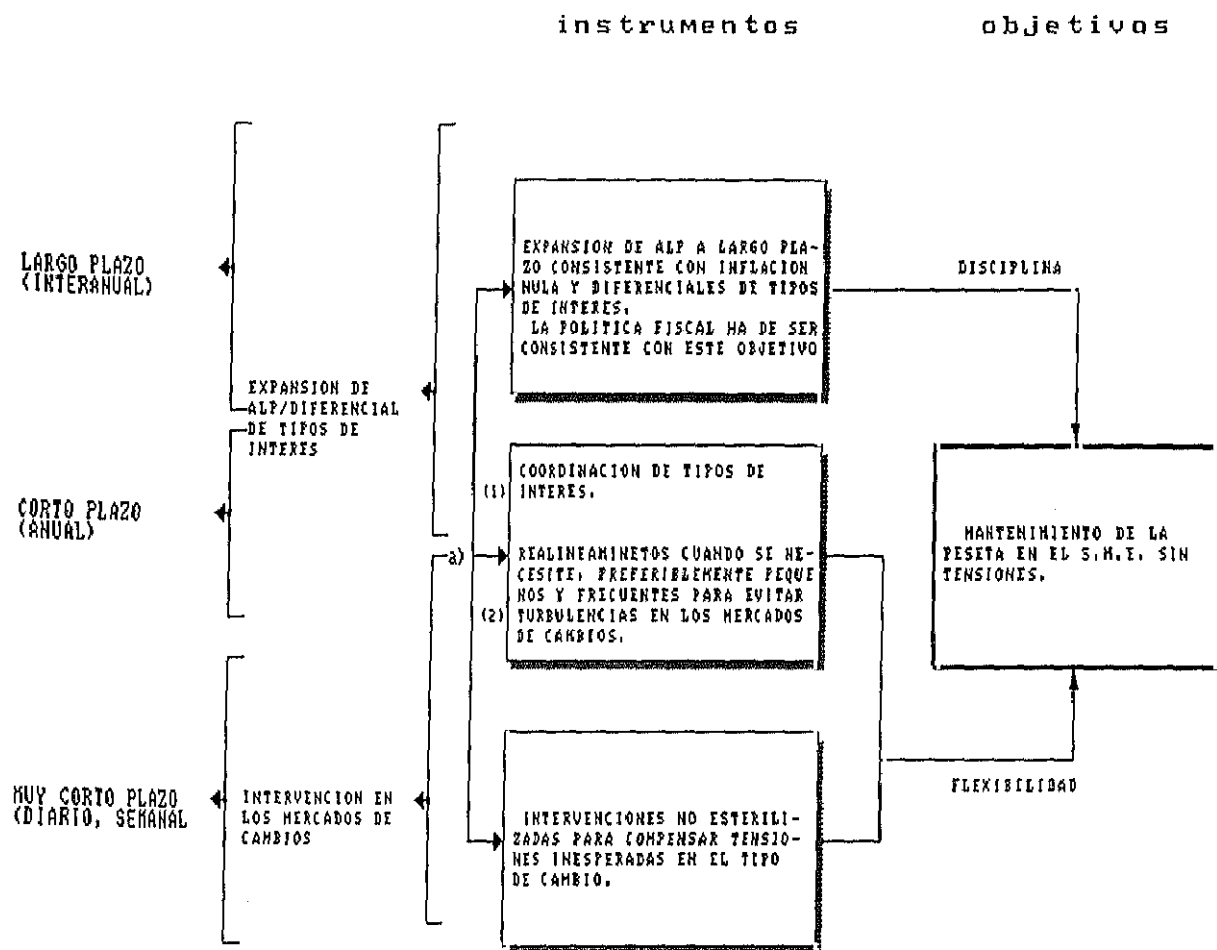 instrumentos
objetivos
LARGO PLAZO
(INTERANUAL)
CORTO PLAZO
(ANUAL)
MUY CORTO PLAZO
(DIARIO, SEMANAL
EXPANSION DE
ALP/DIFERENCIAL
DE TIPOS DE
INTERES
INTERVENCION EN
LOS MERCADOS DE
CAMBIOS
a)
EXPANSION DE ALP A LARGO PLA-
ZO CONSISTENTE CON INFLACION
NULA Y DIFERENCIALES DE TIPOS
DE INTERES.
LA POLITICA FISCAL HA DE SER
CONSISTENTE CON ESTE OBJETIVO
COORDINACION DE TIPOS DE
(1) INTERES.
REALINEAMINETOS CUANDO SE NE-
CESITE, PREFERIBLEMENTE PEQUE
NOS Y FRECUENTES PARA EVITAR
(2) TURBULENCIAS EN LOS MERCADOS
DE CAMBIOS.
INTERVENCIONES NO ESTERILI-
ZADAS PARA COMPENSAR TENSIO-
NES INESPERADAS EN EL TIPO
DE CAMBIO.
DISCIPLINA
MANTENIMIENTO DE LA
PESETA EN EL S.M.E. SIN
TENSIONES.
FLEXIBILIDAD